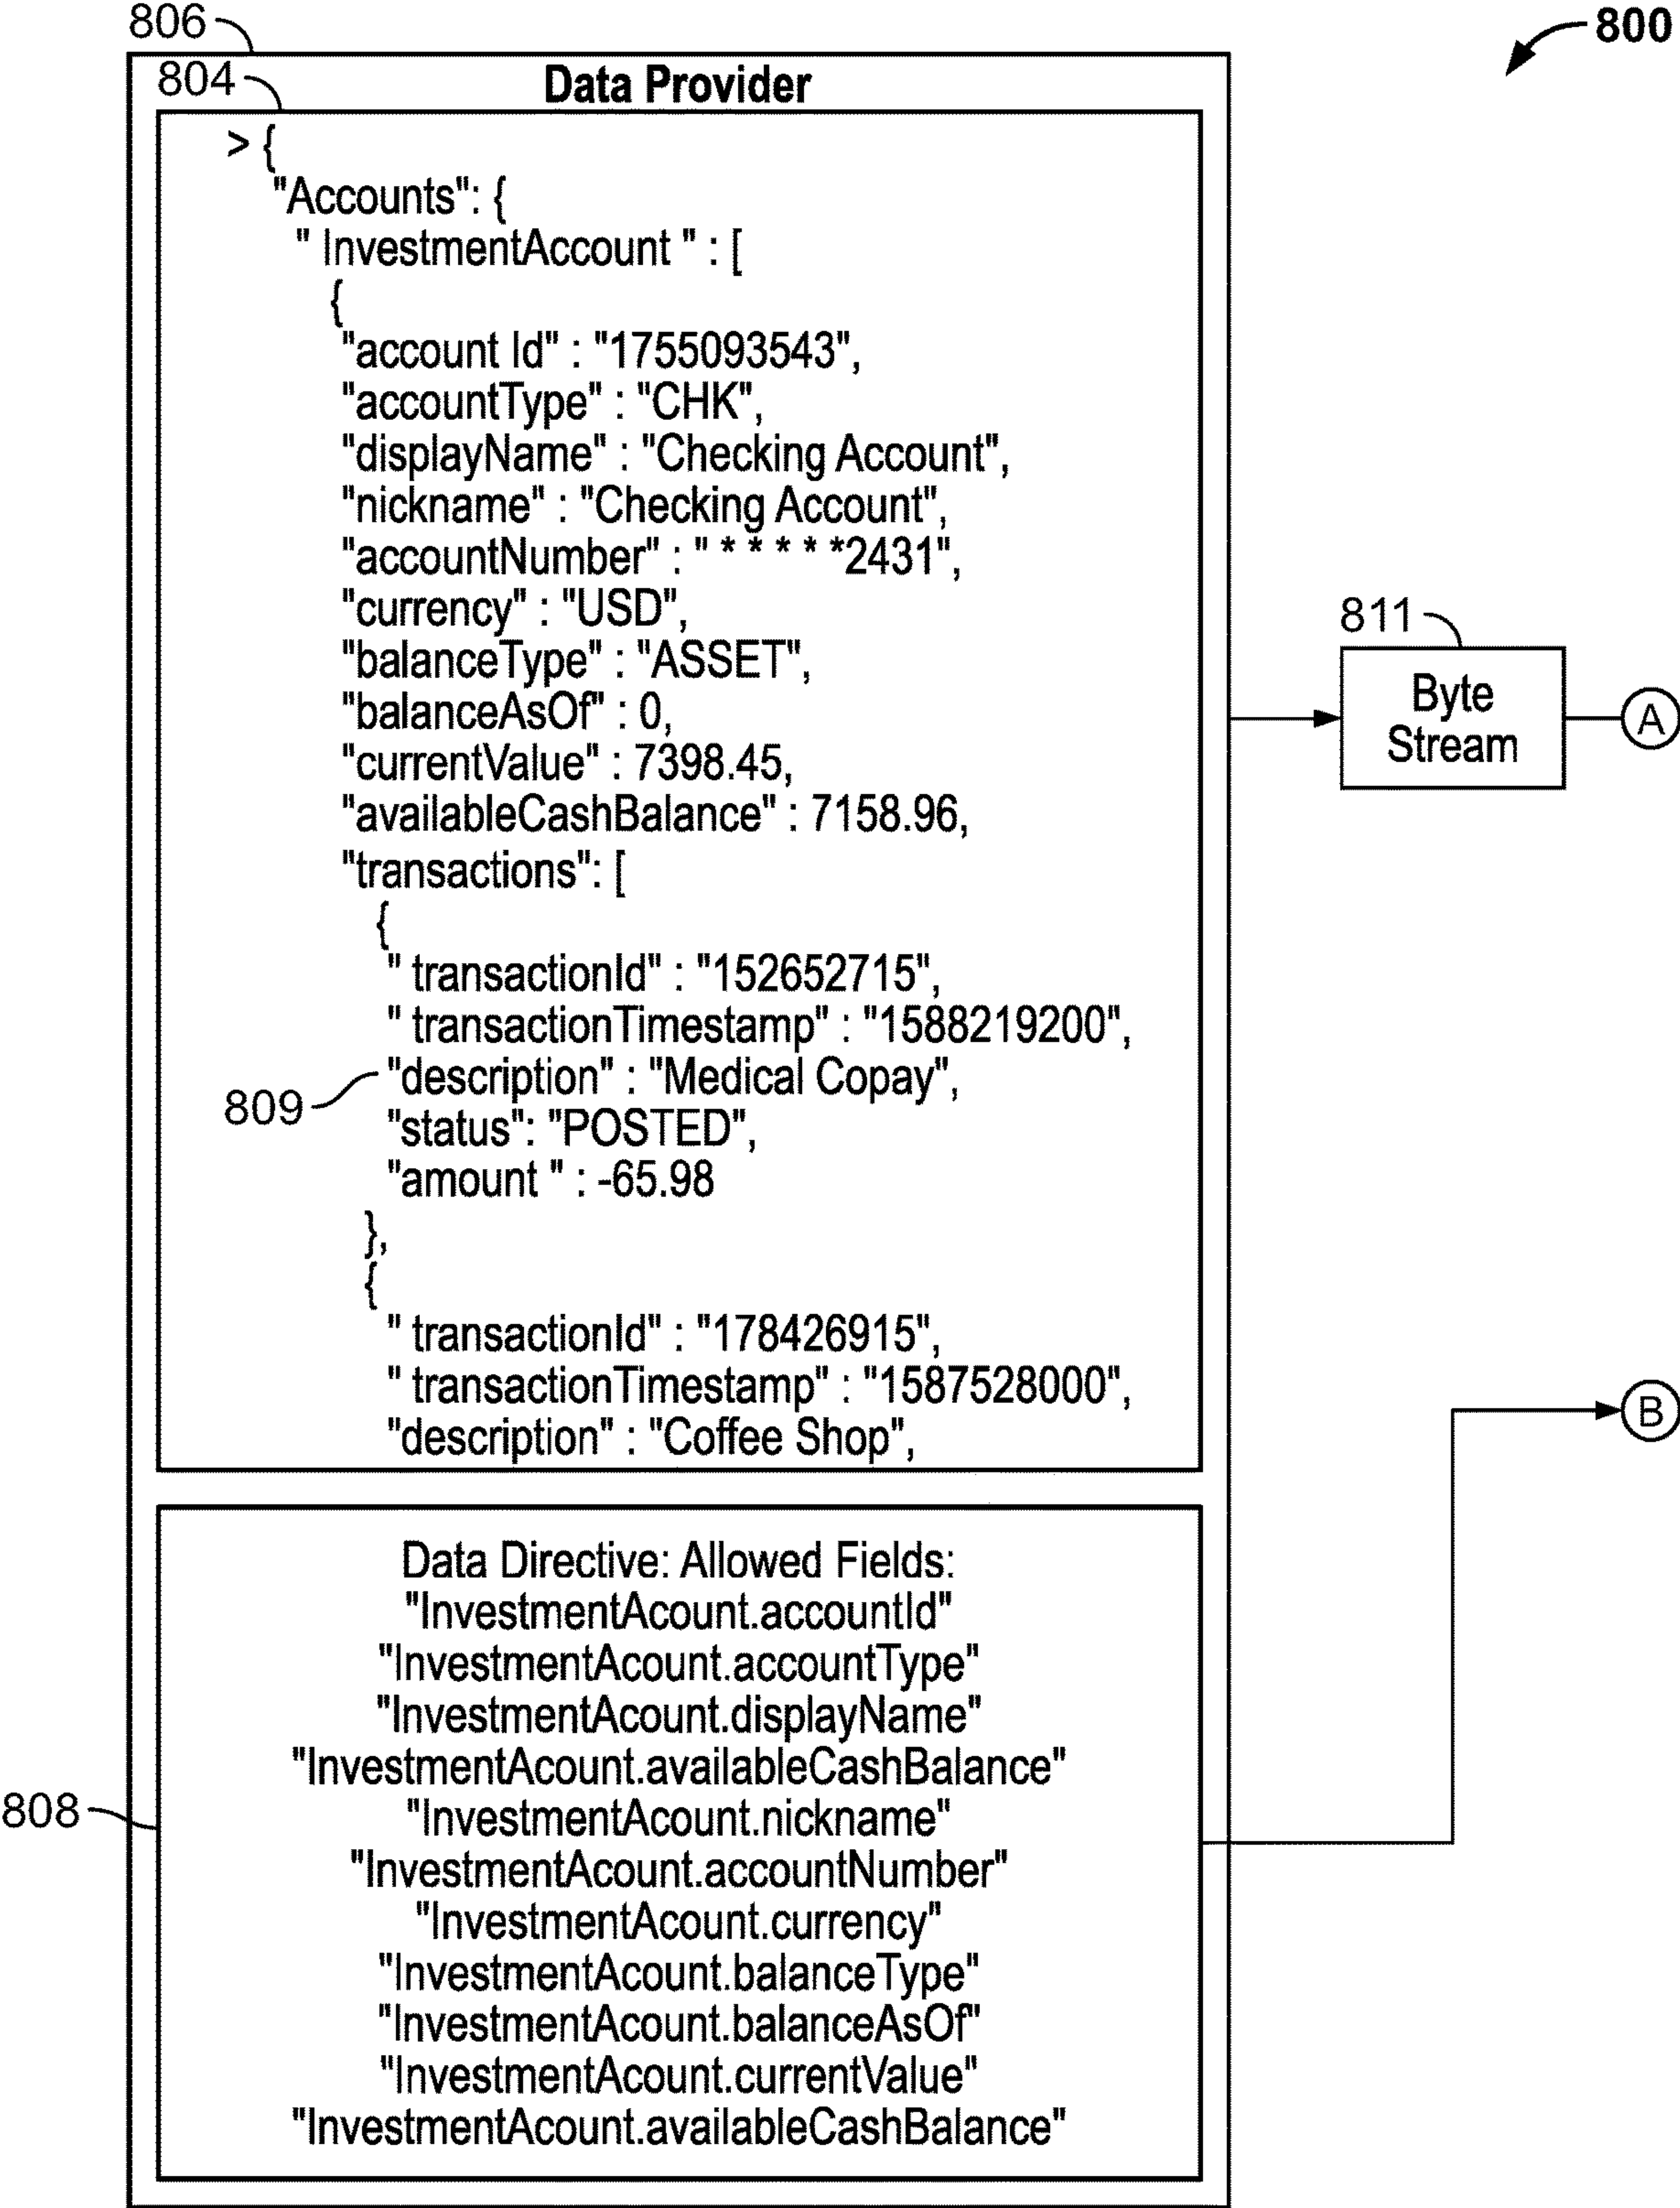 800
806
804
Data Provider
> {
"Accounts": {
" InvestmentAccount " : [
{
"account Id" : "1755093543",
"accountType" : "CHK",
"displayName" : "Checking Account",
"nickname" : "Checking Account",
"accountNumber" : " * * * * *2431",
"currency" : "USD",
"balanceType" : "ASSET",
"balanceAsOf" : 0,
"currentValue" : 7398.45,
"availableCashBalance" : 7158.96,
"transactions": [
{
" transactionId" : "152652715",
" transactionTimestamp" : "1588219200",
"description" : "Medical Copay",
809
"status": "POSTED",
"amount " : -65.98
},
{
" transactionId" : "178426915",
" transactionTimestamp" : "1587528000",
"description" : "Coffee Shop",
811
Byte
Stream
A
B
808
Data Directive: Allowed Fields:
"InvestmentAcount.accountId"
"InvestmentAcount.accountType"
"InvestmentAcount.displayName"
"InvestmentAcount.availableCashBalance"
"InvestmentAcount.nickname"
"InvestmentAcount.accountNumber"
"InvestmentAcount.currency"
"InvestmentAcount.balanceType"
"InvestmentAcount.balanceAsOf"
"InvestmentAcount.currentValue"
"InvestmentAcount.availableCashBalance"